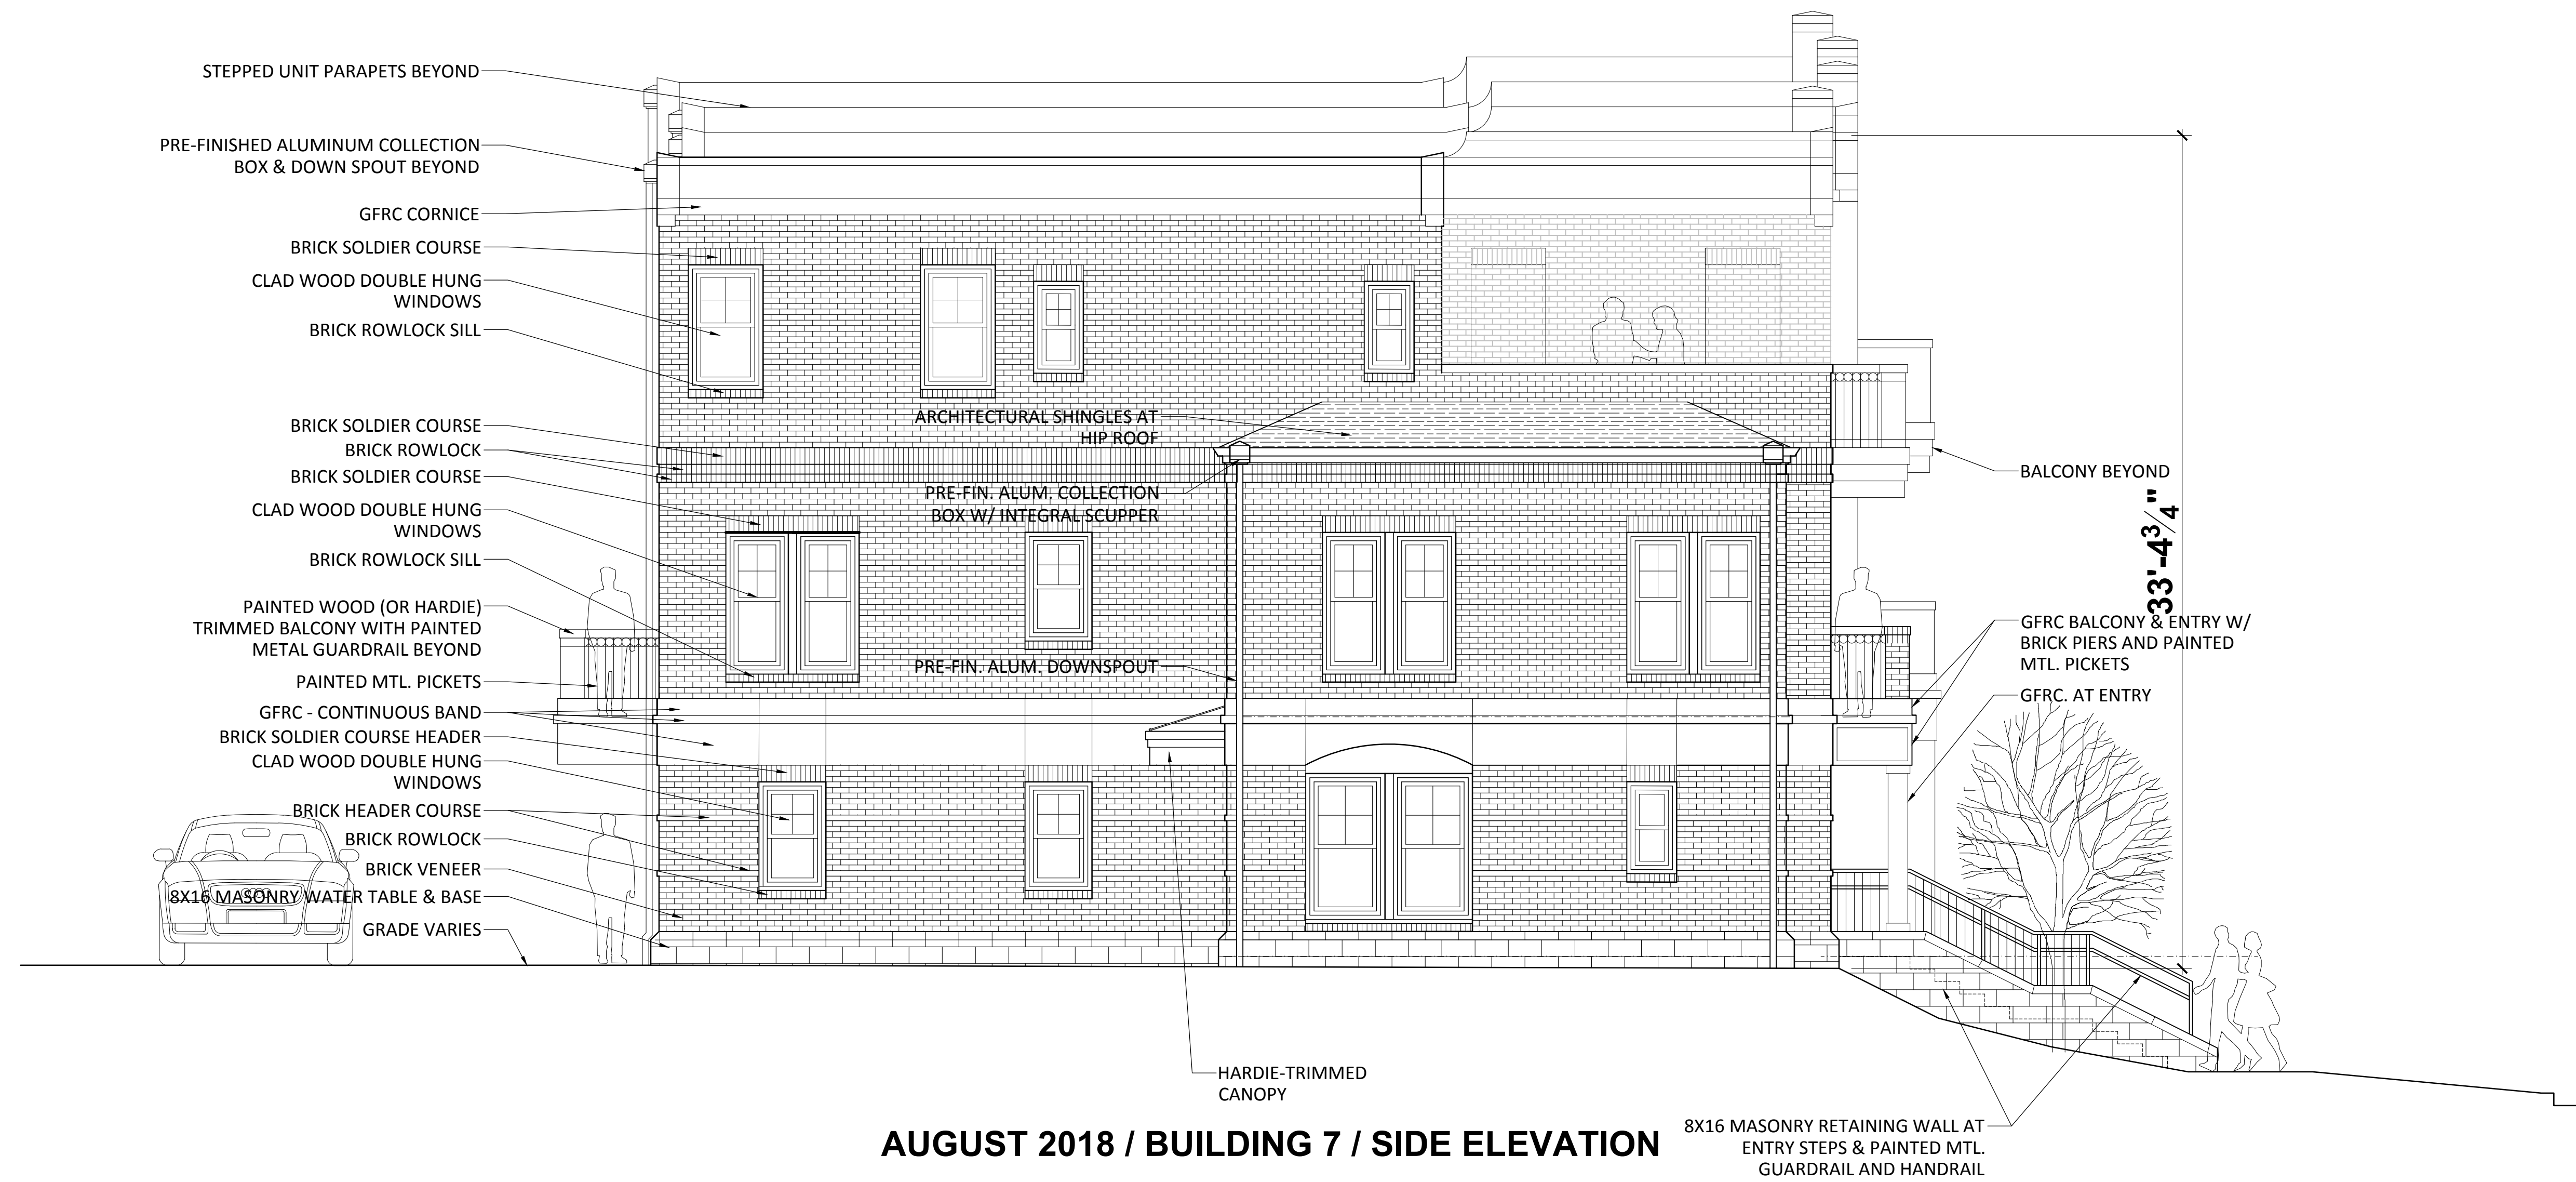 STEPPED UNIT PARAPETS BEYOND
PRE-FINISHED ALUMINUM COLLECTION
BOX & DOWN SPOUT BEYOND
GFRC CORNICE
BRICK SOLDIER COURSE
CLAD WOOD DOUBLE HUNG
WINDOWS
BRICK ROWLOCK SILL
BRICK SOLDIER COURSE
BRICK ROWLOCK
BRICK SOLDIER COURSE
CLAD WOOD DOUBLE HUNG
WINDOWS
BRICK ROWLOCK SILL
PAINTED WOOD (OR HARDIE)
TRIMMED BALCONY WITH PAINTED
METAL GUARDRAIL BEYOND
PAINTED MTL. PICKETS
GFRC - CONTINUOUS BAND
BRICK SOLDIER COURSE HEADER
CLAD WOOD DOUBLE HUNG
WINDOWS
BRICK HEADER COURSE
BRICK ROWLOCK
BRICK VENEER
8X16 MASONRY WATER TABLE & BASE
GRADE VARIES
ARCHITECTURAL SHINGLES AT
HIP ROOF
PRE-FIN. ALUM. COLLECTION
BOX W/ INTEGRAL SCUPPER
PRE-FIN. ALUM. DOWNSPOUT
HARDIE-TRIMMED
CANOPY
BALCONY BEYOND
33'-4 3/4"
GFRC BALCONY & ENTRY W/
BRICK PIERS AND PAINTED
MTL. PICKETS
GFRC. AT ENTRY
8X16 MASONRY RETAINING WALL AT
ENTRY STEPS & PAINTED MTL.
GUARDRAIL AND HANDRAIL
AUGUST 2018 / BUILDING 7 / SIDE ELEVATION